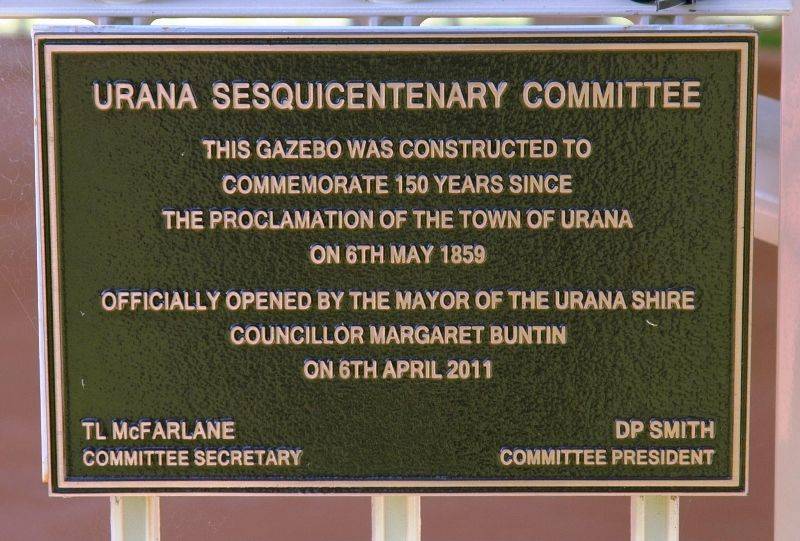 URANA SESQUICENTENARY COMMITTEE
THIS GAZEBO WAS CONSTRUCTED TO
COMMEMORATE 150 YEARS SINCE
THE PROCLAMATION OF THE TOWN OF URANA
ON 6TH MAY 1859
OFFICIALLY OPENED BY THE MAYOR OF THE URANA SHIRE
COUNCILLOR MARGARET BUNTIN
ON 6TH APRIL 2011
TL McFARLANE DP SMITH
COMMITTEE SECRETARY COMMITTEE PRESIDENT